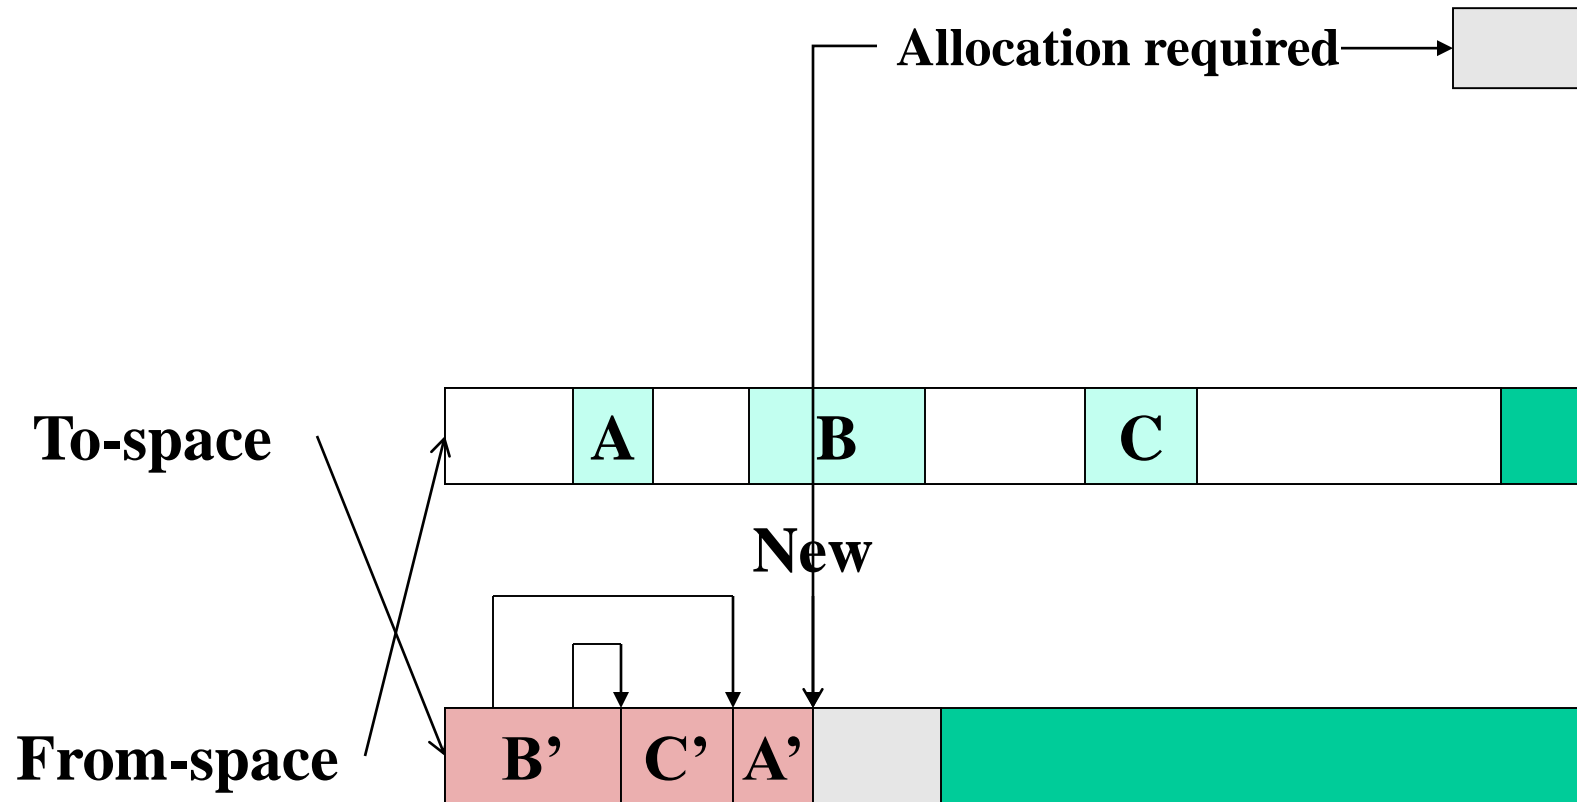 Allocation required
To-space
A
B
C
New
From-space
B’
C’
A’